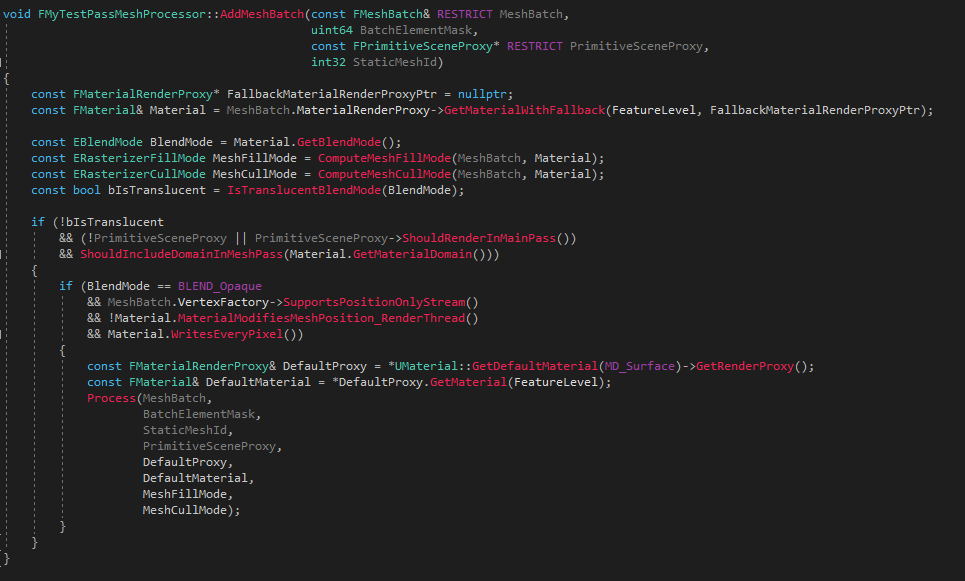 void FMyTestPassMeshProcessor::AddMeshBatch(const FMeshBatch& RESTRICT MeshBatch,
uint64 BatchElementMask,
const FPrimitiveSceneProxy* RESTRICT PrimitiveSceneProxy,
int32 StaticMeshId)
{
const FMaterialRenderProxy* FallbackMaterialRenderProxyPtr = nullptr;
const FMaterial& Material = MeshBatch.MaterialRenderProxy->GetMaterialWithFallback(FeatureLevel, FallbackMaterialRenderProxyPtr);
const EBlendMode BlendMode = Material.GetBlendMode();
const ERasterizerFillMode MeshFillMode = ComputeMeshFillMode(MeshBatch, Material);
const ERasterizerCullMode MeshCullMode = ComputeMeshCullMode(MeshBatch, Material);
const bool bIsTranslucent = IsTranslucentBlendMode(BlendMode);
if (!bIsTranslucent
&& (!PrimitiveSceneProxy || PrimitiveSceneProxy->ShouldRenderInMainPass())
&& ShouldIncludeDomainInMeshPass(Material.GetMaterialDomain()))
{
if (BlendMode == BLEND_Opaque
&& MeshBatch.VertexFactory->SupportsPositionOnlyStream()
&& !Material.MaterialModifiesMeshPosition_RenderThread()
&& Material.WritesEveryPixel())
{
const FMaterialRenderProxy& DefaultProxy = *UMaterial::GetDefaultMaterial(MD_Surface)->GetRenderProxy();
const FMaterial& DefaultMaterial = *DefaultProxy.GetMaterial(FeatureLevel);
Process(MeshBatch,
BatchElementMask,
StaticMeshId,
PrimitiveSceneProxy,
DefaultProxy,
DefaultMaterial,
MeshFillMode,
MeshCullMode);
}
}
}